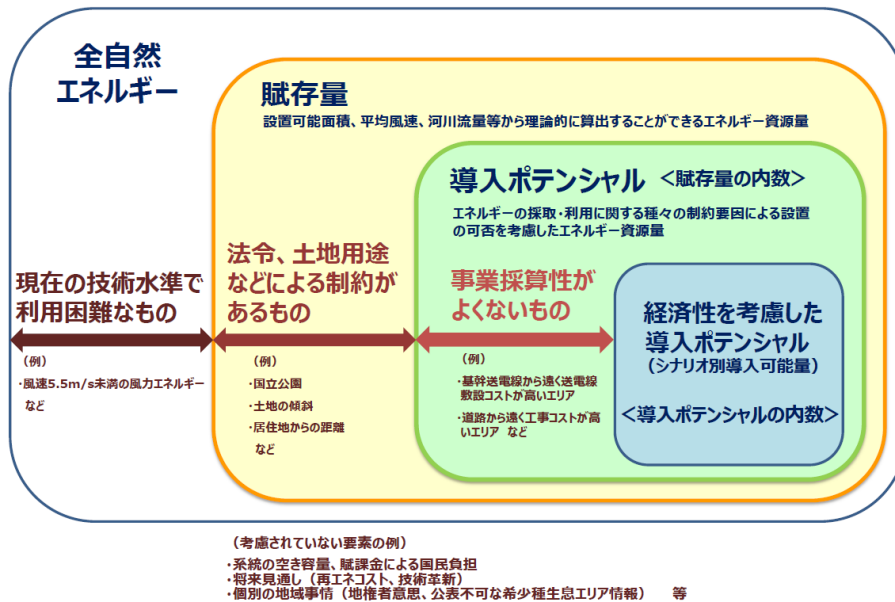 全自然
エネルギー
賦存量
設置可能面積、平均風速、河川流量等から理論的に算出することができるエネルギー資源量
導入ポテンシャル <賦存量の内数>
エネルギーの採取・利用に関する種々の制約要因による設置
の可否を考慮したエネルギー資源量
現在の技術水準で
利用困難なもの
(例)
・風速5.5m/s未満の風力エネルギー
など
法令、土地用途
などによる制約が
あるもの
(例)
・国立公園
・土地の傾斜
・居住地からの距離
など
事業採算性が
よくないもの
(例)
・基幹送電線から遠く送電線
敷設コストが高いエリア
・道路から遠く工事コストが高
いエリア など
経済性を考慮した
導入ポテンシャル
(シナリオ別導入可能量)
<導入ポテンシャルの内数>
(考慮されていない要素の例)
・系統の空き容量、賦課金による国民負担
・将来見通し(再エネコスト、技術革新)
・個別の地域事情(地権者意思、公表不可な希少種生息エリア情報) 等